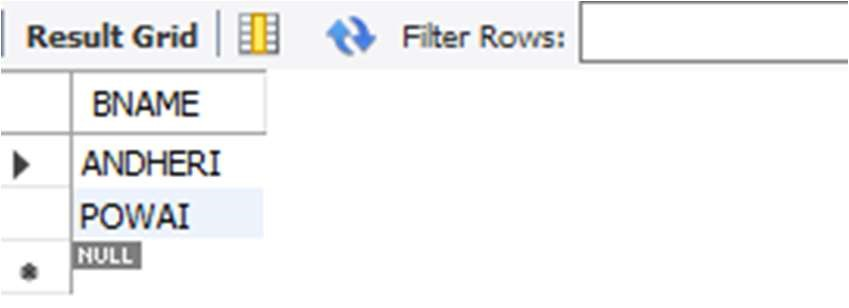 Result Grid Filter Rows:
BNAME
ANDHERI
POWAI
NULL